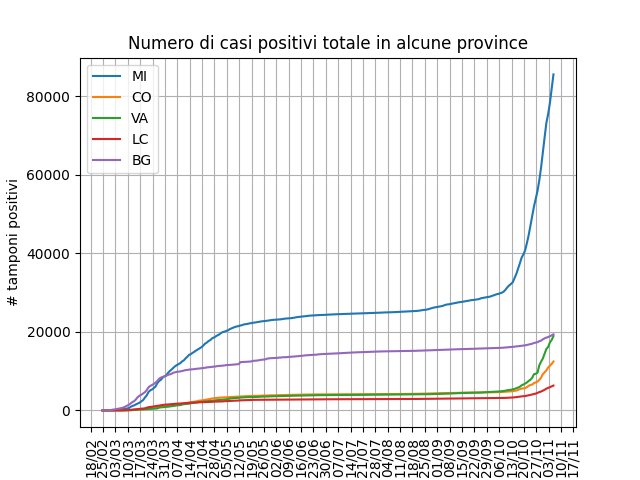 Numero di casi positivi totale in alcune province
MI
CO
VA
LC
BG
# tamponi positivi
80000
60000
40000
20000
0
18/02 25/02 03/03 10/03 17/03 24/03 31/03 07/04 14/04 21/04 28/04 05/05 12/05 19/05 26/05 02/06 09/06 16/06 23/06 30/06 07/07 14/07 21/07 28/07 04/08 11/08 18/08 25/08 01/09 08/09 15/09 22/09 29/09 06/10 13/10 20/10 27/10 03/11 10/11 17/11